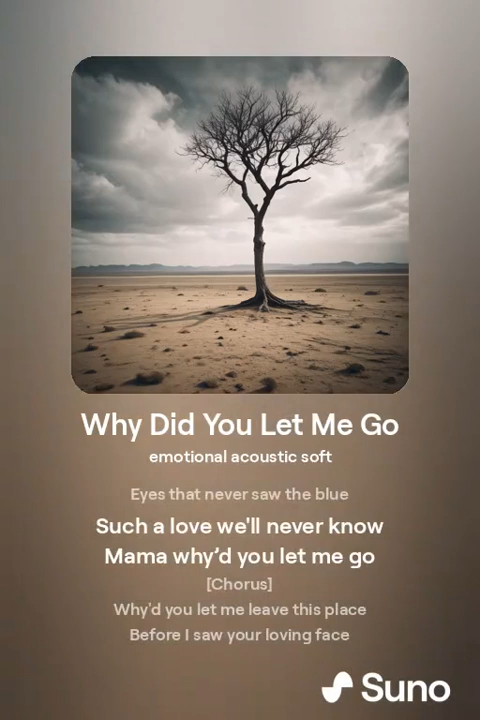 Why Did You Let Me Go
emotional acoustic soft
Eyes that never saw the blue
Such a love we'll never know
Mama why’d you let me go
[Chorus]
Why'd you let me leave this place
Before I saw your loving face
Suno